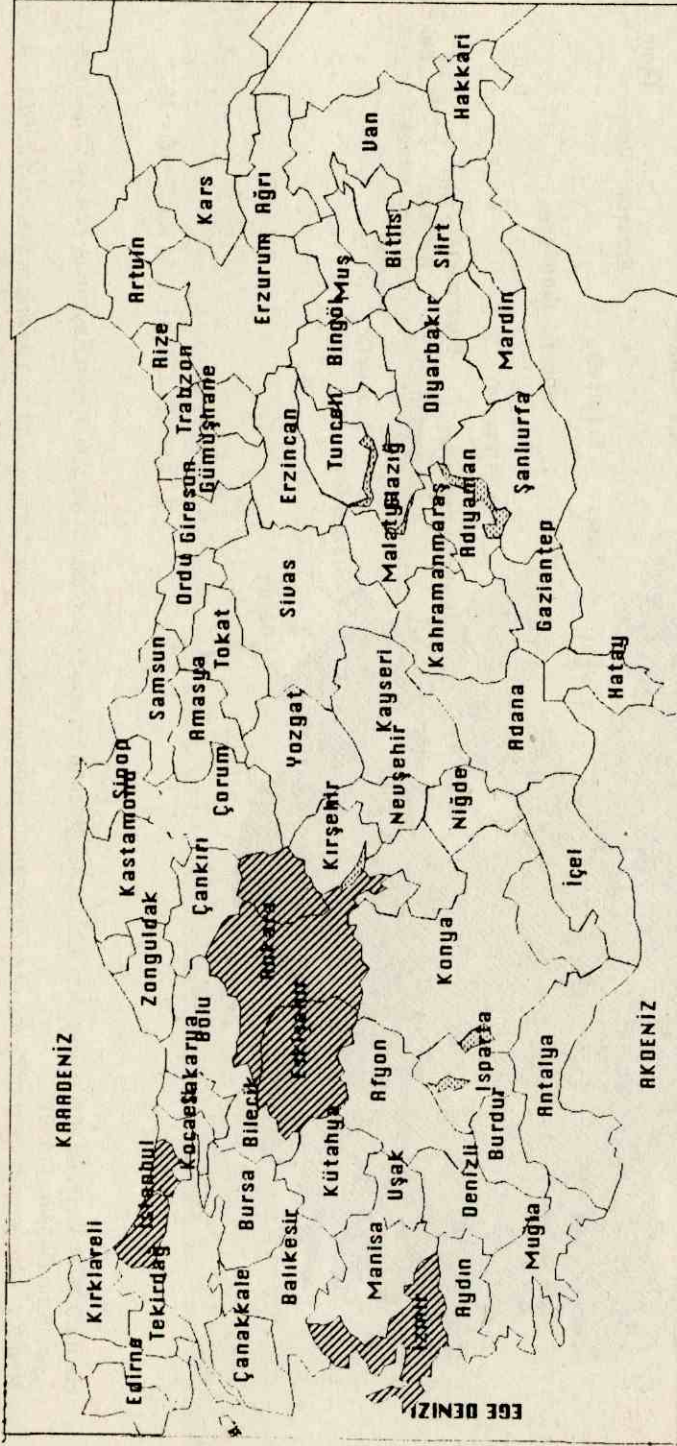 KARADENİZ
Kırklareli
Edirne
Tekirdağ
İstanbul
Kocaeli
Sakarya
Bolu
Zonguldak
Kastamonu
Sinop
Samsun
Ordu
Giresun
Trabzon
Rize
Artvin
Kars
Gümüşhane
Çankırı
Çorum
Amasya
Tokat
Çanakkale
Bursa
Bilecik
Eskişehir
Ankara
Kırşehir
Yozgat
Sivas
Erzincan
Erzurum
Ağrı
Balıkesir
Kütahya
Tunceli
Bingöl
Muş
Van
Manisa
Uşak
Afyon
Nevşehir
Kayseri
Malatya
Elazığ
Bitlis
İzmir
Konya
Niğde
Kahramanmaraş
Adıyaman
Diyarbakır
Siirt
Hakkari
Aydın
Denizli
Isparta
Burdur
Adana
Gaziantep
Şanlıurfa
Mardin
Muğla
Antalya
İçel
Hatay
EGE DENIZI
AKDENİZ